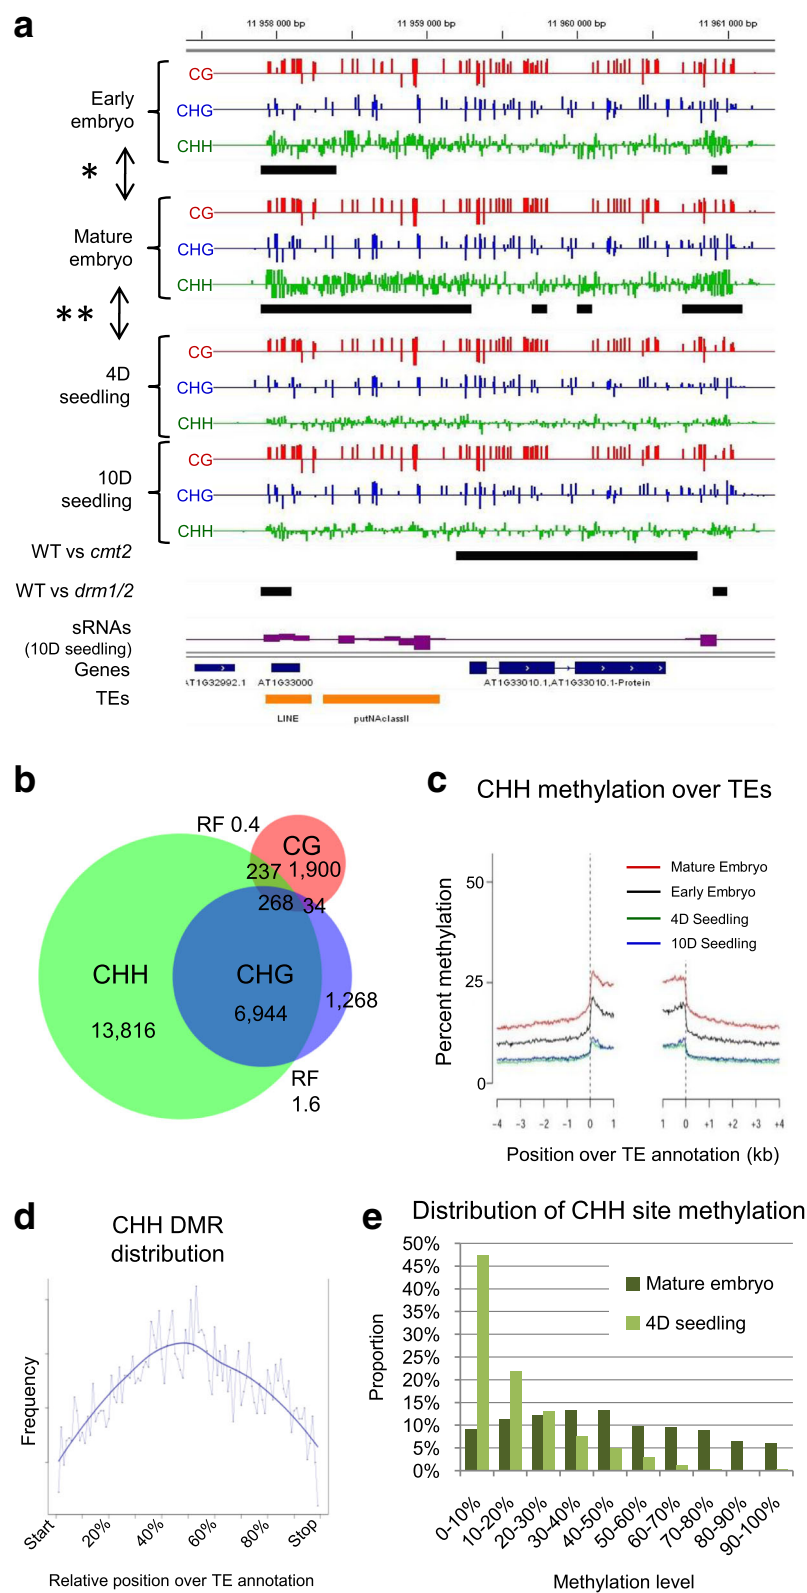 a
11 958 000 bp 11 959 000 bp 11 960 000 bp 11 961 000 bp
Early embryo
CG
CHG
CHH
*
Mature embryo
CG
CHG
CHH
**
4D seedling
CG
CHG
CHH
10D seedling
CG
CHG
CHH
WT vs cmt2
WT vs drm1/2
sRNAs
(10D seedling)
Genes
AT1G32992.1 AT1G33000 AT1G33010.1,AT1G33010.1-Protein
TEs
LINE putNAclassII
b
RF 0.4
CG
237 1,900
268 34
CHH CHG
13,816 6,944 1,268
RF
1.6
c
CHH methylation over TEs
Percent methylation
50
25
0
Mature Embryo
Early Embryo
4D Seedling
10D Seedling
-4 -3 -2 -1 0 1 1 0 +1 +2 +3 +4
Position over TE annotation (kb)
d
CHH DMR
distribution
Frequency
Start 20% 40% 60% 80% Stop
Relative position over TE annotation
e
Distribution of CHH site methylation
Proportion
50%
45%
40%
35%
30%
25%
20%
15%
10%
5%
0%
Mature embryo
4D seedling
0-10% 10-20% 20-30% 30-40% 40-50% 50-60% 60-70% 70-80% 80-90% 90-100%
Methylation level